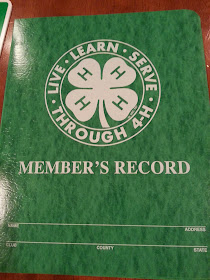 LIVE · LEARN · SERVE
THROUGH 4-H
H H
H H
MEMBER'S RECORD
NAME ADDRESS
CLUB COUNTY STATE